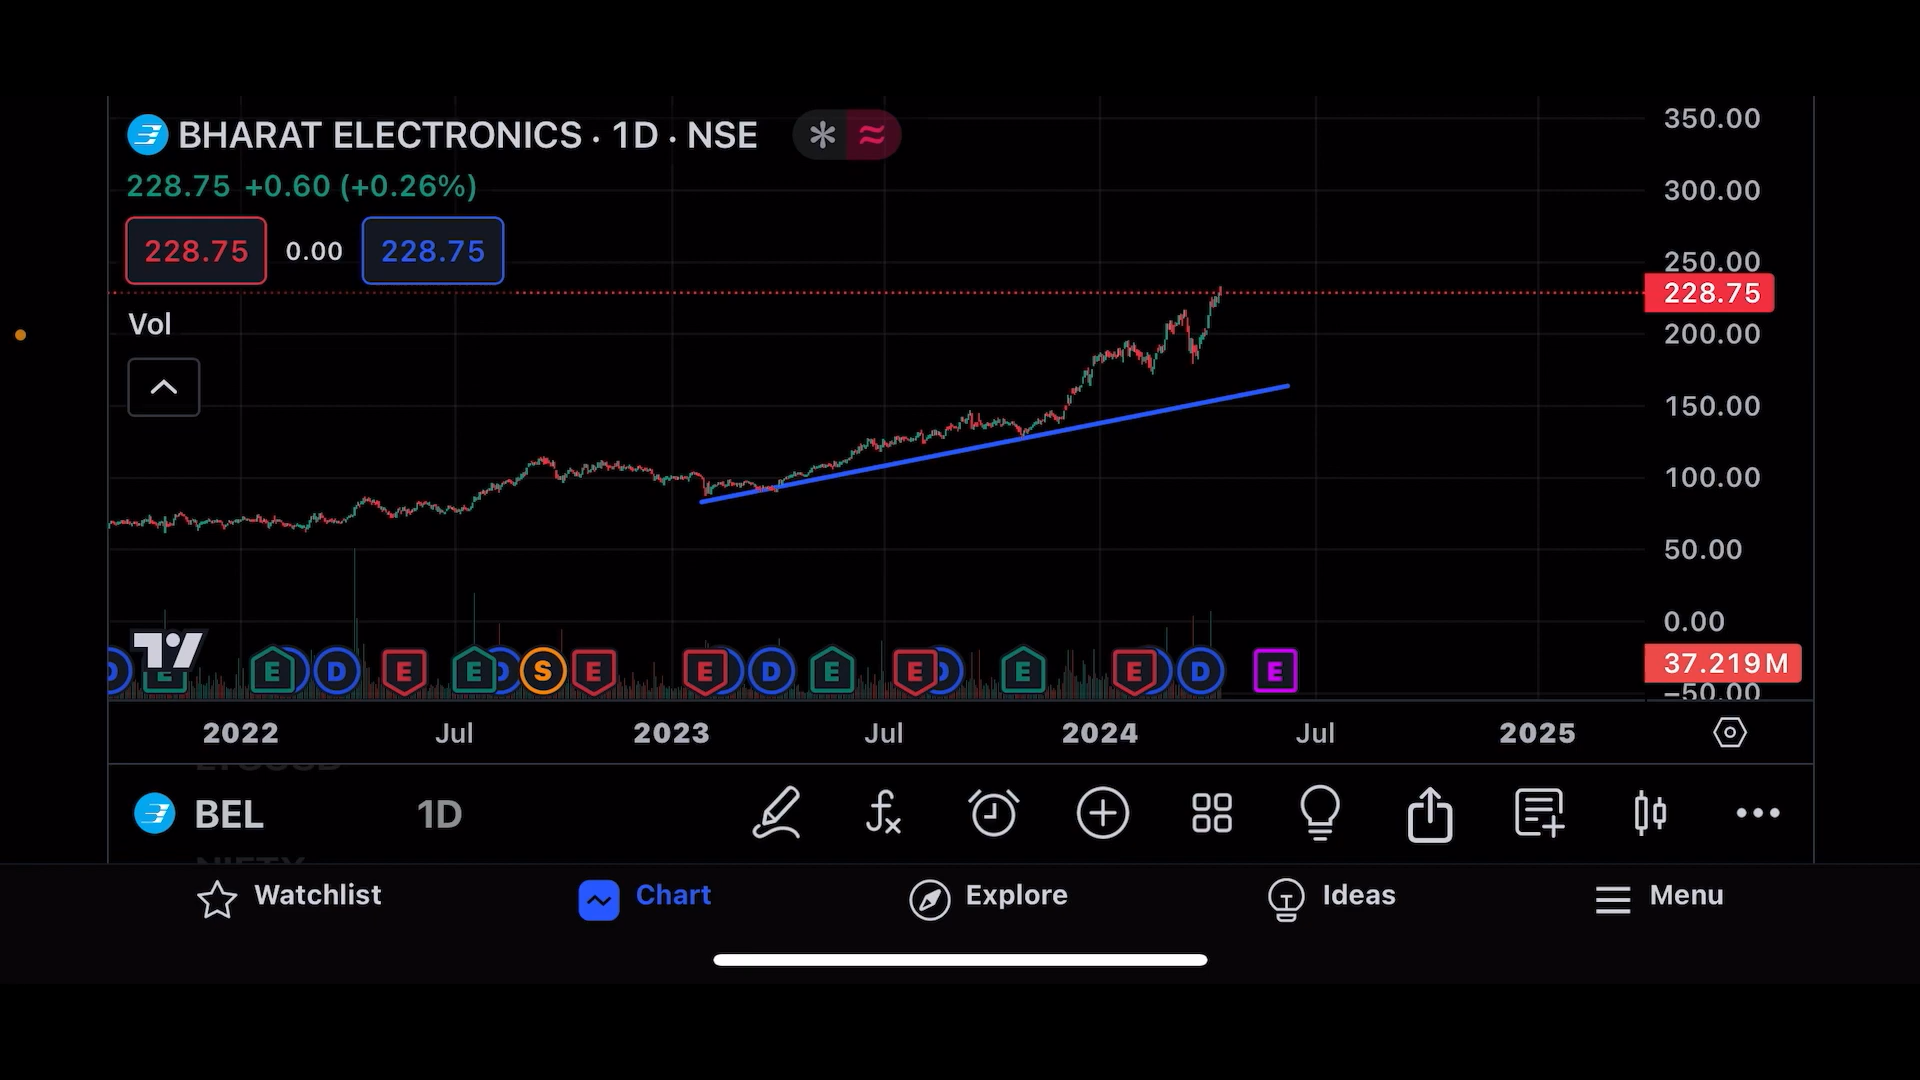 BHARAT ELECTRONICS · 1D · NSE
228.75 +0.60 (+0.26%)
228.75 0.00 228.75
Vol
350.00
300.00
250.00
228.75
200.00
150.00
100.00
50.00
0.00
37.219M
−50.00
D E E D E E D S E E D D E E D E E D D E
2022 Jul 2023 Jul 2024 Jul 2025
BEL 1D
NIFTY
Watchlist Chart Explore Ideas Menu